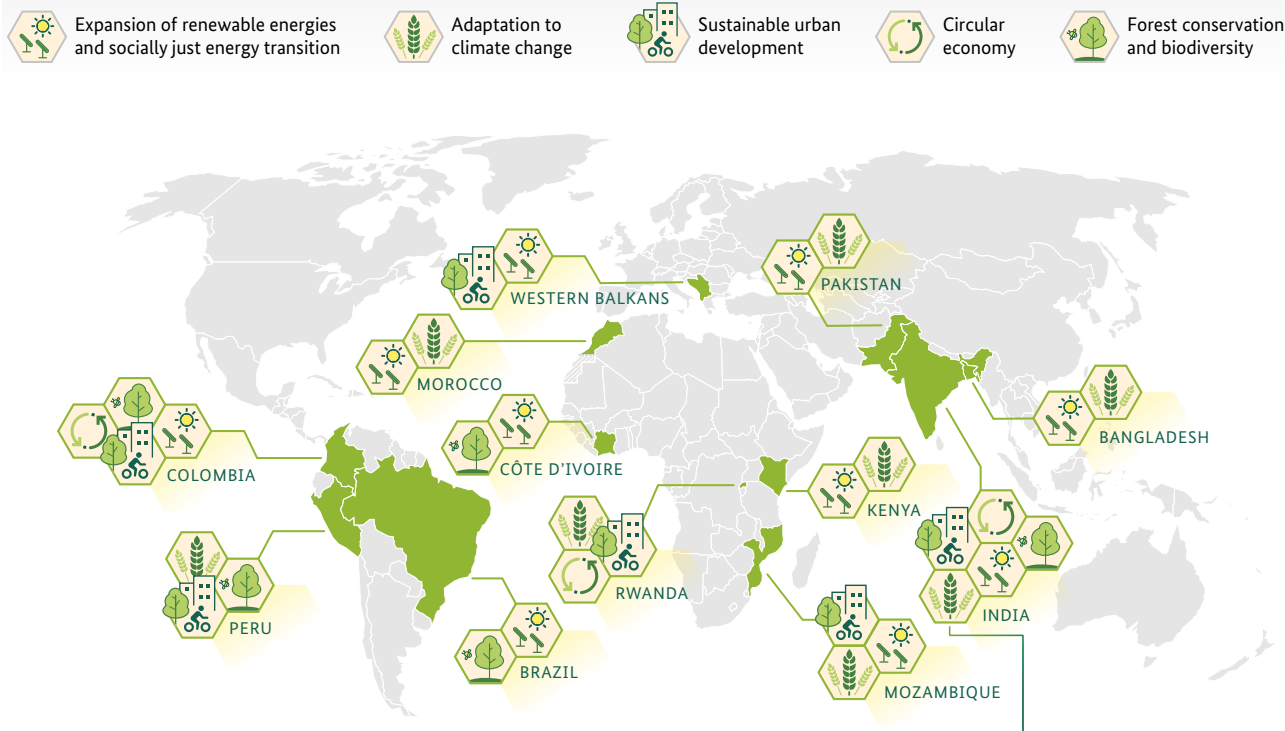 Expansion of renewable energies
and socially just energy transition
Adaptation to
climate change
Sustainable urban
development
Circular
economy
Forest conservation
and biodiversity
PAKISTAN
WESTERN BALKANS
MOROCCO
BANGLADESH
COLOMBIA
CÔTE D’IVOIRE
KENYA
RWANDA
INDIA
PERU
BRAZIL
MOZAMBIQUE